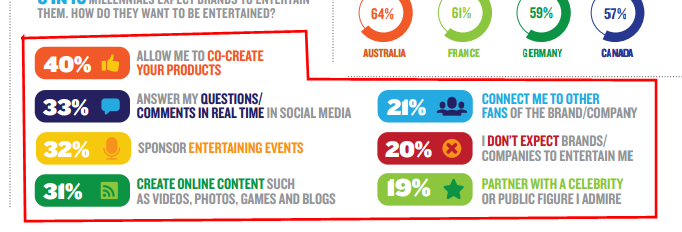 MILLENNIALS EXPECT BRANDS TO ENTERTAIN
THEM. HOW DO THEY WANT TO BE ENTERTAINED?
64%
61%
59%
57%
AUSTRALIA
FRANCE
GERMANY
CANADA
40%
ALLOW ME TO CO-CREATE
YOUR PRODUCTS
33%
ANSWER MY QUESTIONS/
COMMENTS IN REAL TIME IN SOCIAL MEDIA
32%
SPONSOR ENTERTAINING EVENTS
31%
CREATE ONLINE CONTENT SUCH
AS VIDEOS, PHOTOS, GAMES AND BLOGS
21%
CONNECT ME TO OTHER
FANS OF THE BRAND/COMPANY
20%
I DON'T EXPECT BRANDS/
COMPANIES TO ENTERTAIN ME
19%
PARTNER WITH A CELEBRITY
OR PUBLIC FIGURE I ADMIRE